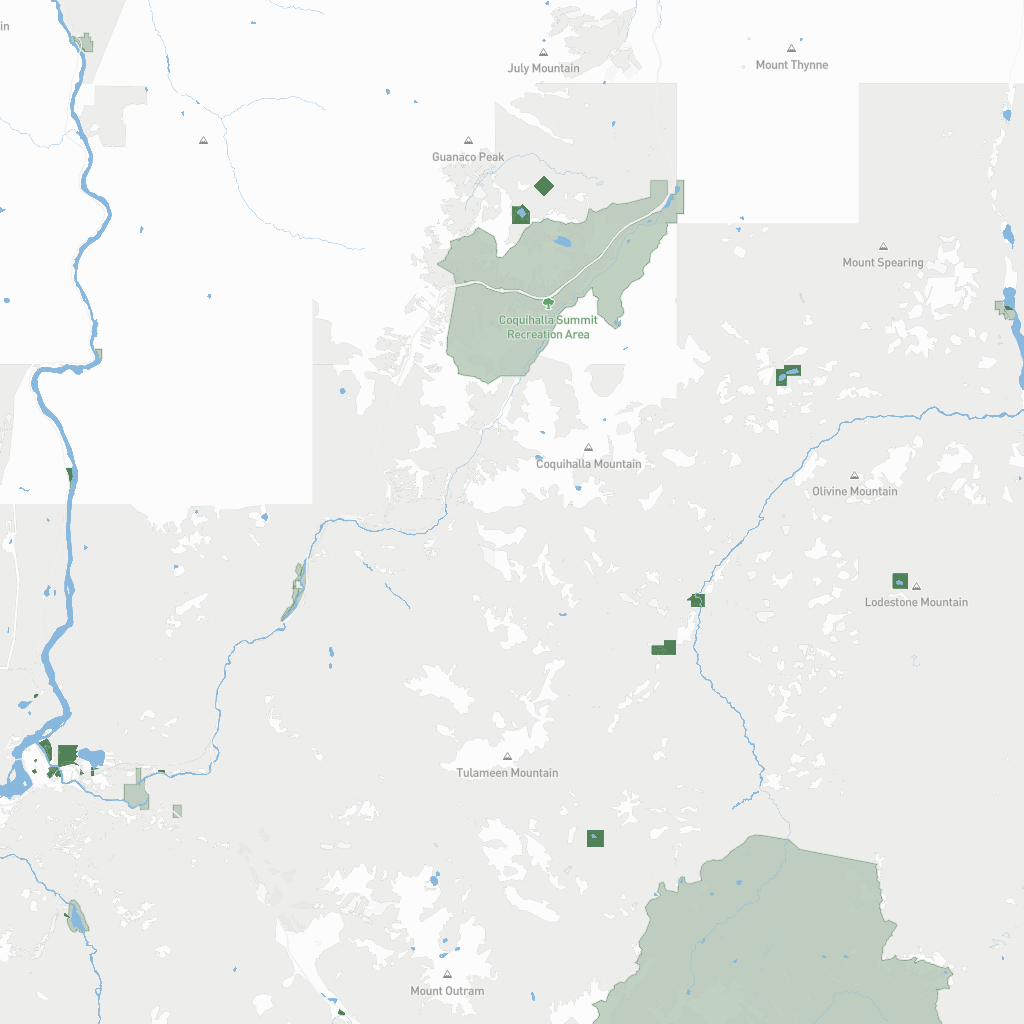 in
July Mountain
Mount Thynne
Guanaco Peak
Mount Spearing
Coquihalla Summit
Recreation Area
Coquihalla Mountain
Olivine Mountain
Lodestone Mountain
Tulameen Mountain
Mount Outram